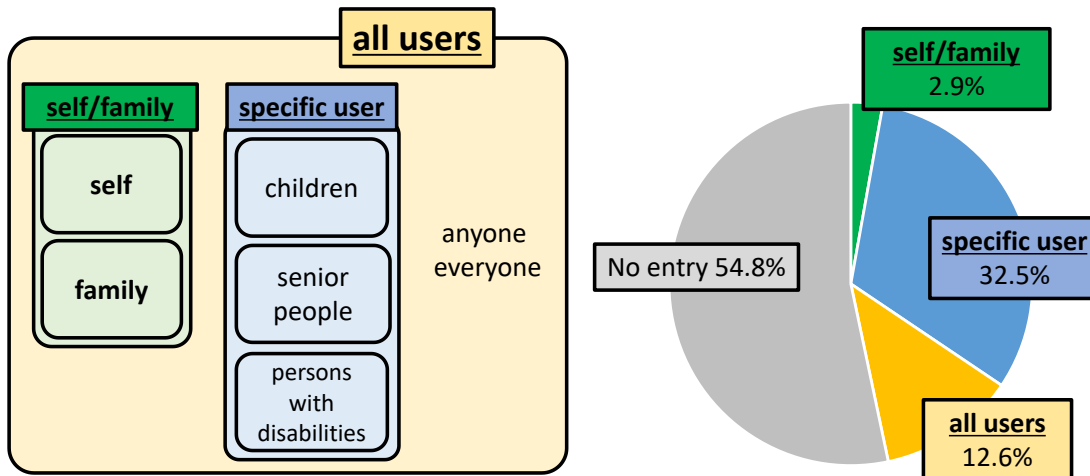 all users
self/family
self
family
specific user
children
senior
people
persons
with
disabilities
anyone
everyone
self/family
2.9%
specific user
32.5%
No entry 54.8%
all users
12.6%